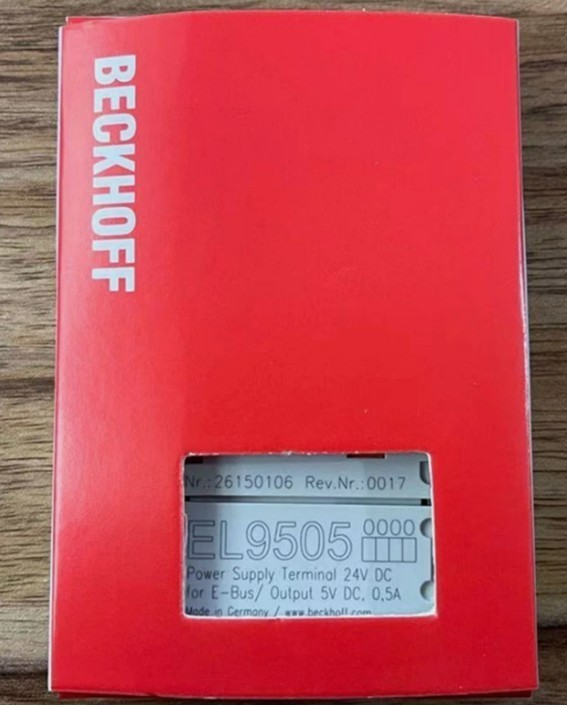 BECKHOFF
Nr.:26150106 Rev.Nr.:0017
EL9505 0000
Power Supply Terminal 24V DC
for E-Bus/ Output 5V DC, 0,5A
Made in Germany / www.beckhoff.com